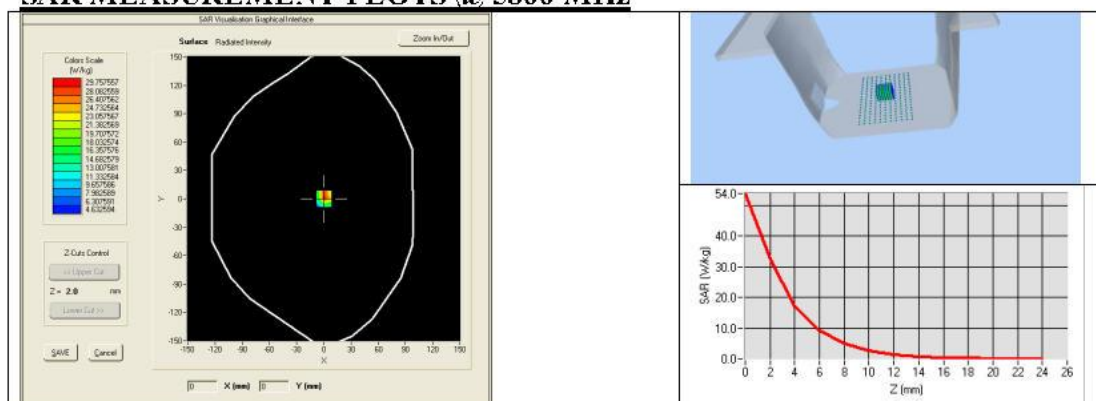 SAR MEASUREMENT PLOTS @ 5800 MHz
SAR Visualisation Graphical Interface
Surface Radiated Intensity
Zoom In/Out
Colors Scale
(W/Kg)
29.757557
28.082559
26.407562
24.732564
23.057567
21.382569
19.707572
18.032574
16.357576
14.682579
13.007581
11.332584
9.657586
7.982589
6.307591
4.632594
Z-Cuts Control
<< Upper Cut
Z = 2.0 mm
Lower Cut >>
SAVE Cancel
150-
120-
90-
60-
30-
0-
-30-
-60-
-90-
-120-
-150-
Y
-150 -120 -90 -60 -30 0 30 60 90 120 150
X
0 X (mm) 0 Y (mm)
54.0-
40.0-
30.0-
20.0-
10.0-
0.0-
SAR (W/kg)
0 2 4 6 8 10 12 14 16 18 20 22 24 26
Z (mm)